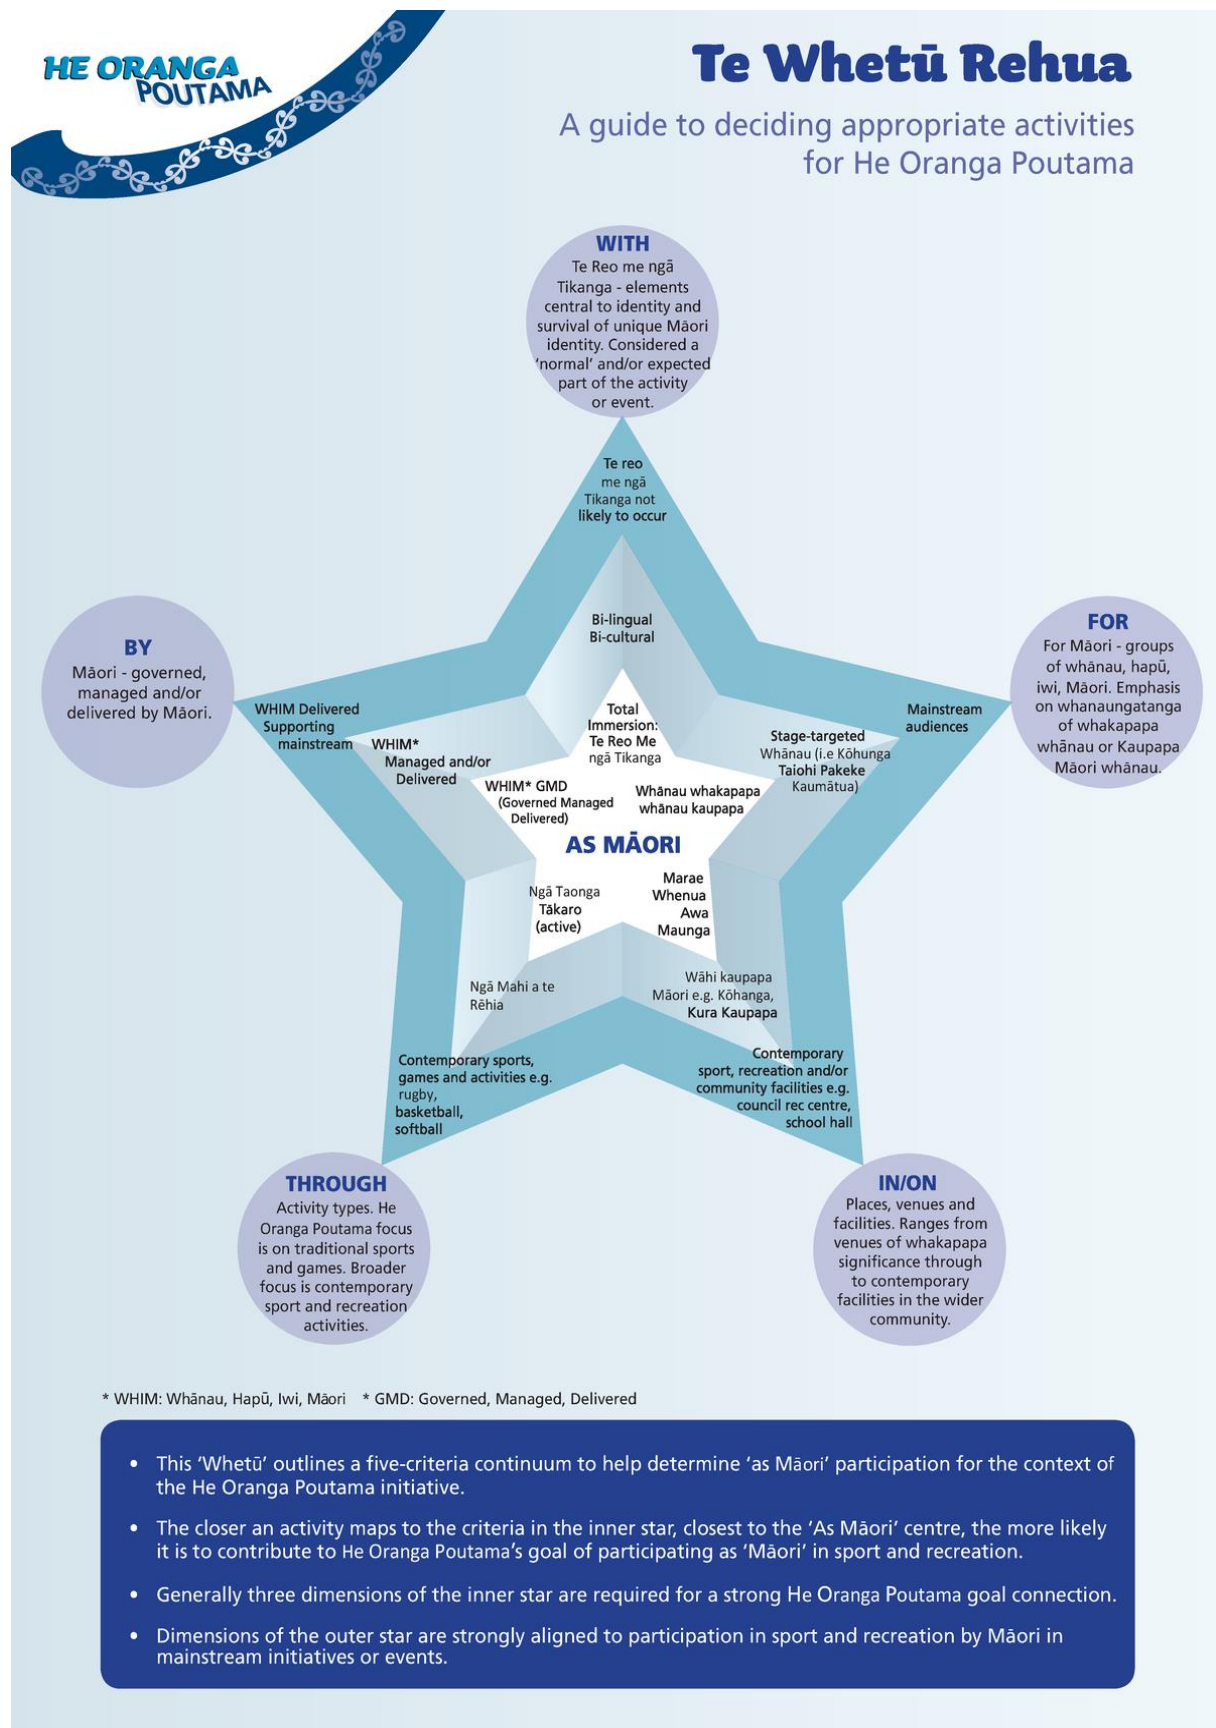 HE ORANGA
POUTAMA
Te Whetū Rehua
A guide to deciding appropriate activities
for He Oranga Poutama
WITH
Te Reo me ngā
Tikanga - elements
central to identity and
survival of unique Māori
identity. Considered a
‘normal’ and/or expected
part of the activity
or event.
Te reo
me ngā
Tikanga not
likely to occur
Bi-lingual
Bi-cultural
Total
Immersion:
Te Reo Me
ngā Tikanga
BY
Māori - governed,
managed and/or
delivered by Māori.
WHIM Delivered
Supporting
mainstream
WHIM*
Managed and/or
Delivered
WHIM* GMD
(Governed Managed
Delivered)
FOR
For Māori - groups
of whānau, hapū,
iwi, Māori. Emphasis
on whanaungatanga
of whakapapa
whānau or Kaupapa
Māori whānau.
Mainstream
audiences
Stage-targeted
Whānau (i.e Kōhunga
Taiohi Pakeke
Kaumātua)
Whānau whakapapa
whānau kaupapa
AS MĀORI
Ngā Taonga
Tākaro
(active)
Marae
Whenua
Awa
Maunga
Ngā Mahi a te
Rēhia
Wāhi kaupapa
Māori e.g. Kōhanga,
Kura Kaupapa
Contemporary sports,
games and activities e.g.
rugby,
basketball,
softball
Contemporary
sport, recreation and/or
community facilities e.g.
council rec centre,
school hall
THROUGH
Activity types. He
Oranga Poutama focus
is on traditional sports
and games. Broader
focus is contemporary
sport and recreation
activities.
IN/ON
Places, venues and
facilities. Ranges from
venues of whakapapa
significance through
to contemporary
facilities in the wider
community.
* WHIM: Whānau, Hapū, Iwi, Māori * GMD: Governed, Managed, Delivered
• This ‘Whetū’ outlines a five-criteria continuum to help determine ‘as Māori’ participation for the context of
the He Oranga Poutama initiative.
• The closer an activity maps to the criteria in the inner star, closest to the ‘As Māori’ centre, the more likely
it is to contribute to He Oranga Poutama’s goal of participating as ‘Māori’ in sport and recreation.
• Generally three dimensions of the inner star are required for a strong He Oranga Poutama goal connection.
• Dimensions of the outer star are strongly aligned to participation in sport and recreation by Māori in
mainstream initiatives or events.